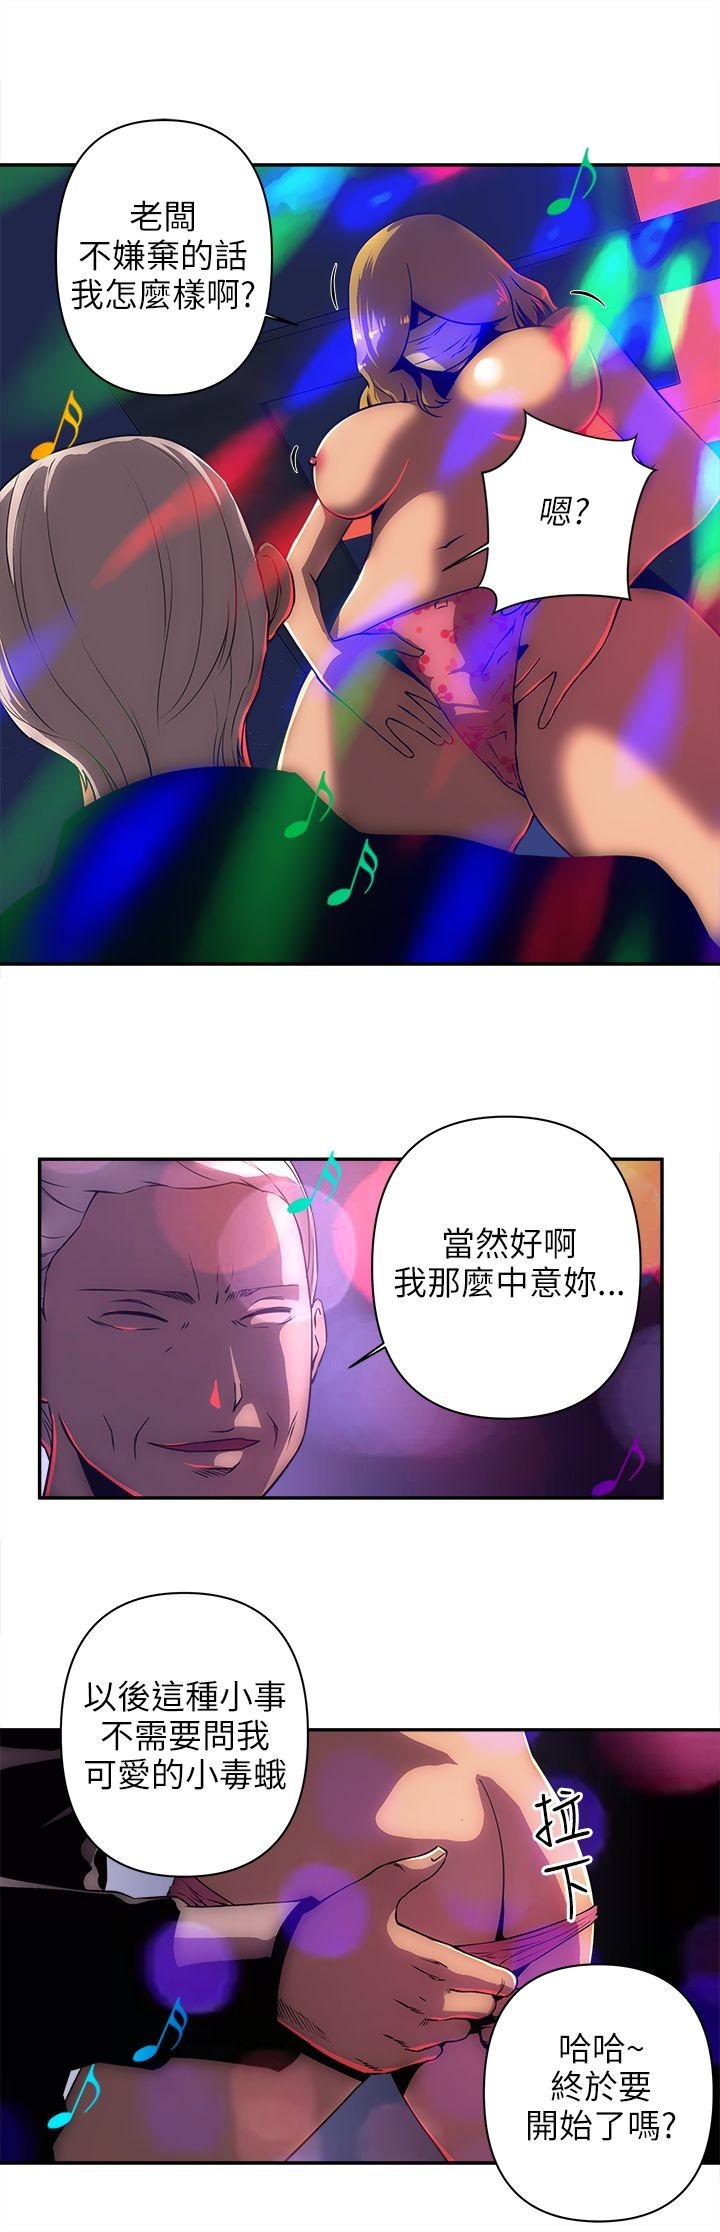 老闆
不嫌棄的話
我怎麼樣啊?
嗯?
當然好啊
我那麼中意妳...
以後這種小事
不需要問我
可愛的小毒蛾
拉
下
哈哈~
終於要
開始了嗎?